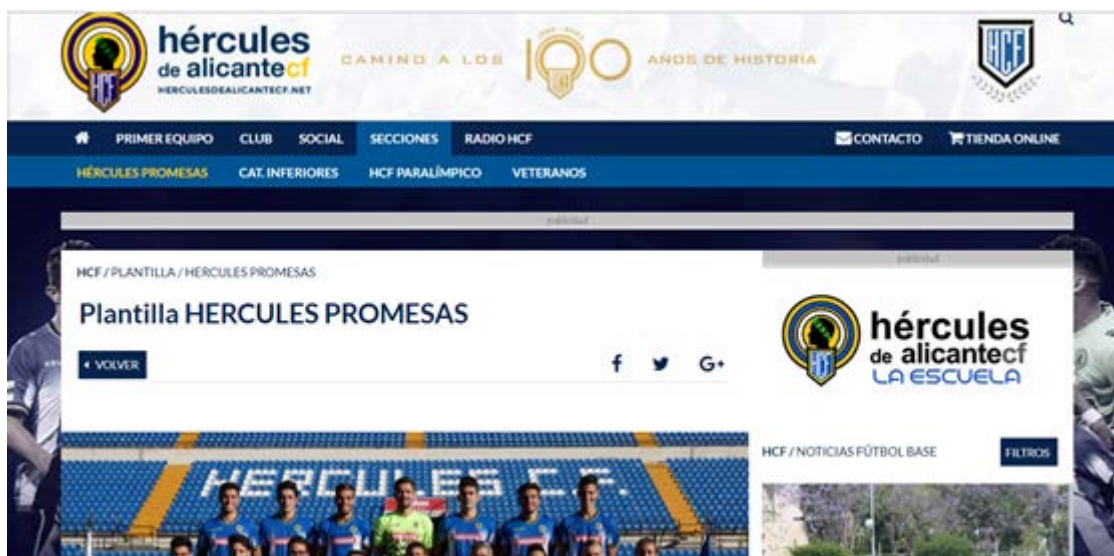 hércules
de alicantecf
HERCULESDEALICANTECF.NET
CAMINO A LOS 100 AÑOS DE HISTORIA
HCF
HCF
PRIMER EQUIPO CLUB SOCIAL SECCIONES RADIO HCF CONTACTO TIENDA ONLINE
HÉRCULES PROMESAS CAT. INFERIORES HCF PARALÍMPICO VETERANOS
publicidad
publicidad
HCF / PLANTILLA / HERCULES PROMESAS
Plantilla HERCULES PROMESAS
VOLVER
f G+
HERCULES C.F.
HCF
hércules
de alicantecf
LA ESCUELA
HCF / NOTICIAS FÚTBOL BASE FILTROS